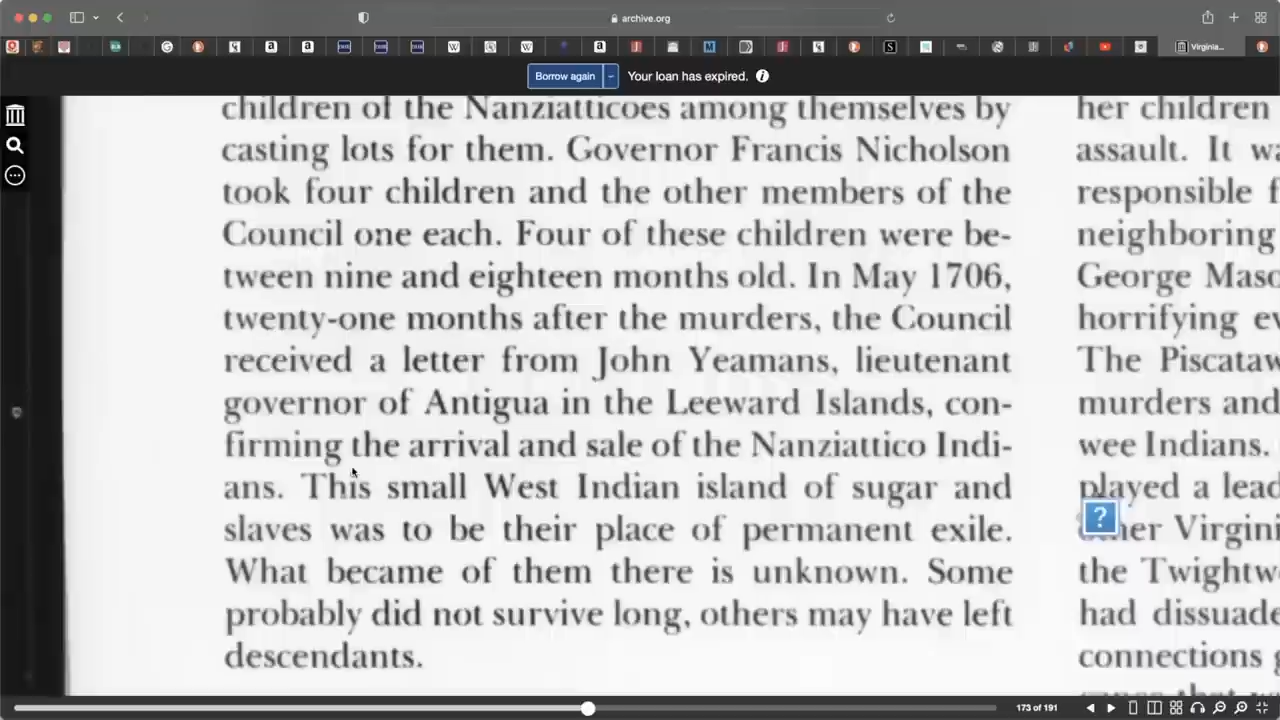 archive.org
Virginia...
Borrow again
Your loan has expired.
children of the Nanziatticoes among themselves by
casting lots for them. Governor Francis Nicholson
took four children and the other members of the
Council one each. Four of these children were be-
tween nine and eighteen months old. In May 1706,
twenty-one months after the murders, the Council
received a letter from John Yeamans, lieutenant
governor of Antigua in the Leeward Islands, con-
firming the arrival and sale of the Nanziattico Indi-
ans. This small West Indian island of sugar and
slaves was to be their place of permanent exile.
What became of them there is unknown. Some
probably did not survive long, others may have left
descendants.
her children
assault. It
responsible
neighboring
George
horrifying
The
murders and
wee Indians.
played a
?
the
had
connections
173 of 191